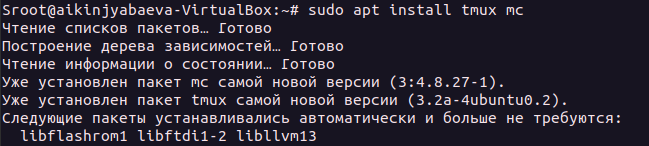 Sroot@aikinjyabaeva-VirtualBox:~# sudo apt install tmux mc
Чтение списков пакетов… Готово
Построение дерева зависимостей… Готово
Чтение информации о состоянии… Готово
Уже установлен пакет mc самой новой версии (3:4.8.27-1).
Уже установлен пакет tmux самой новой версии (3.2a-4ubuntu0.2).
Следующие пакеты устанавливались автоматически и больше не требуются:
  libflashrom1 libftdi1-2 libllvm13